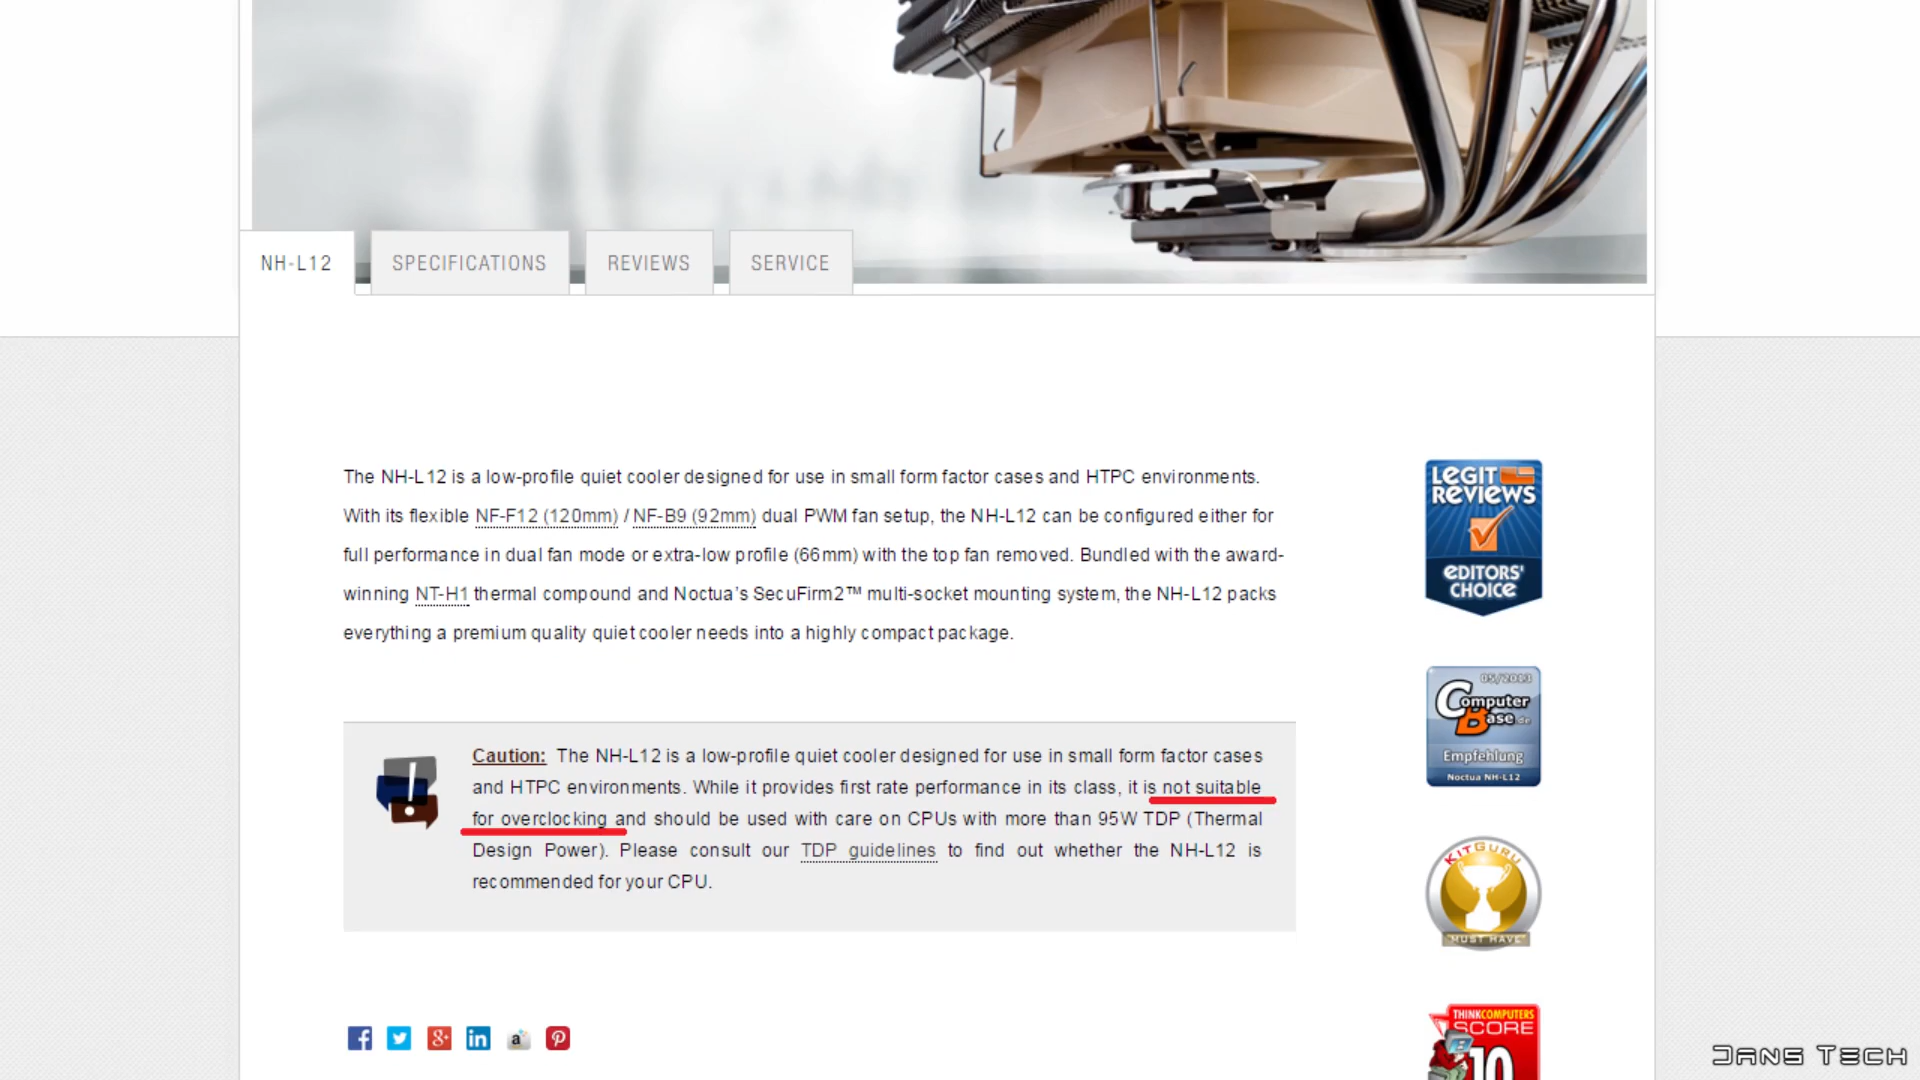 NH-L12
SPECIFICATIONS
REVIEWS
SERVICE
The NH-L12 is a low-profile quiet cooler designed for use in small form factor cases and HTPC environments.
With its flexible NF-F12 (120mm) / NF-B9 (92mm) dual PWM fan setup, the NH-L12 can be configured either for
full performance in dual fan mode or extra-low profile (66mm) with the top fan removed. Bundled with the award-
winning NT-H1 thermal compound and Noctua's SecuFirm2™ multi-socket mounting system, the NH-L12 packs
everything a premium quality quiet cooler needs into a highly compact package.
Caution: The NH-L12 is a low-profile quiet cooler designed for use in small form factor cases
and HTPC environments. While it provides first rate performance in its class, it is not suitable
for overclocking and should be used with care on CPUs with more than 95W TDP (Thermal
Design Power). Please consult our TDP guidelines to find out whether the NH-L12 is
recommended for your CPU.
LEGIT
REVIEWS
EDITORS'
CHOICE
05/2013
Computer
Base.de
Empfehlung
Noctua NH-L12
KITGURU
"MUST HAVE"
THINKCOMPUTERS
SCORE
10
f
g+
in
a
DANS TECH